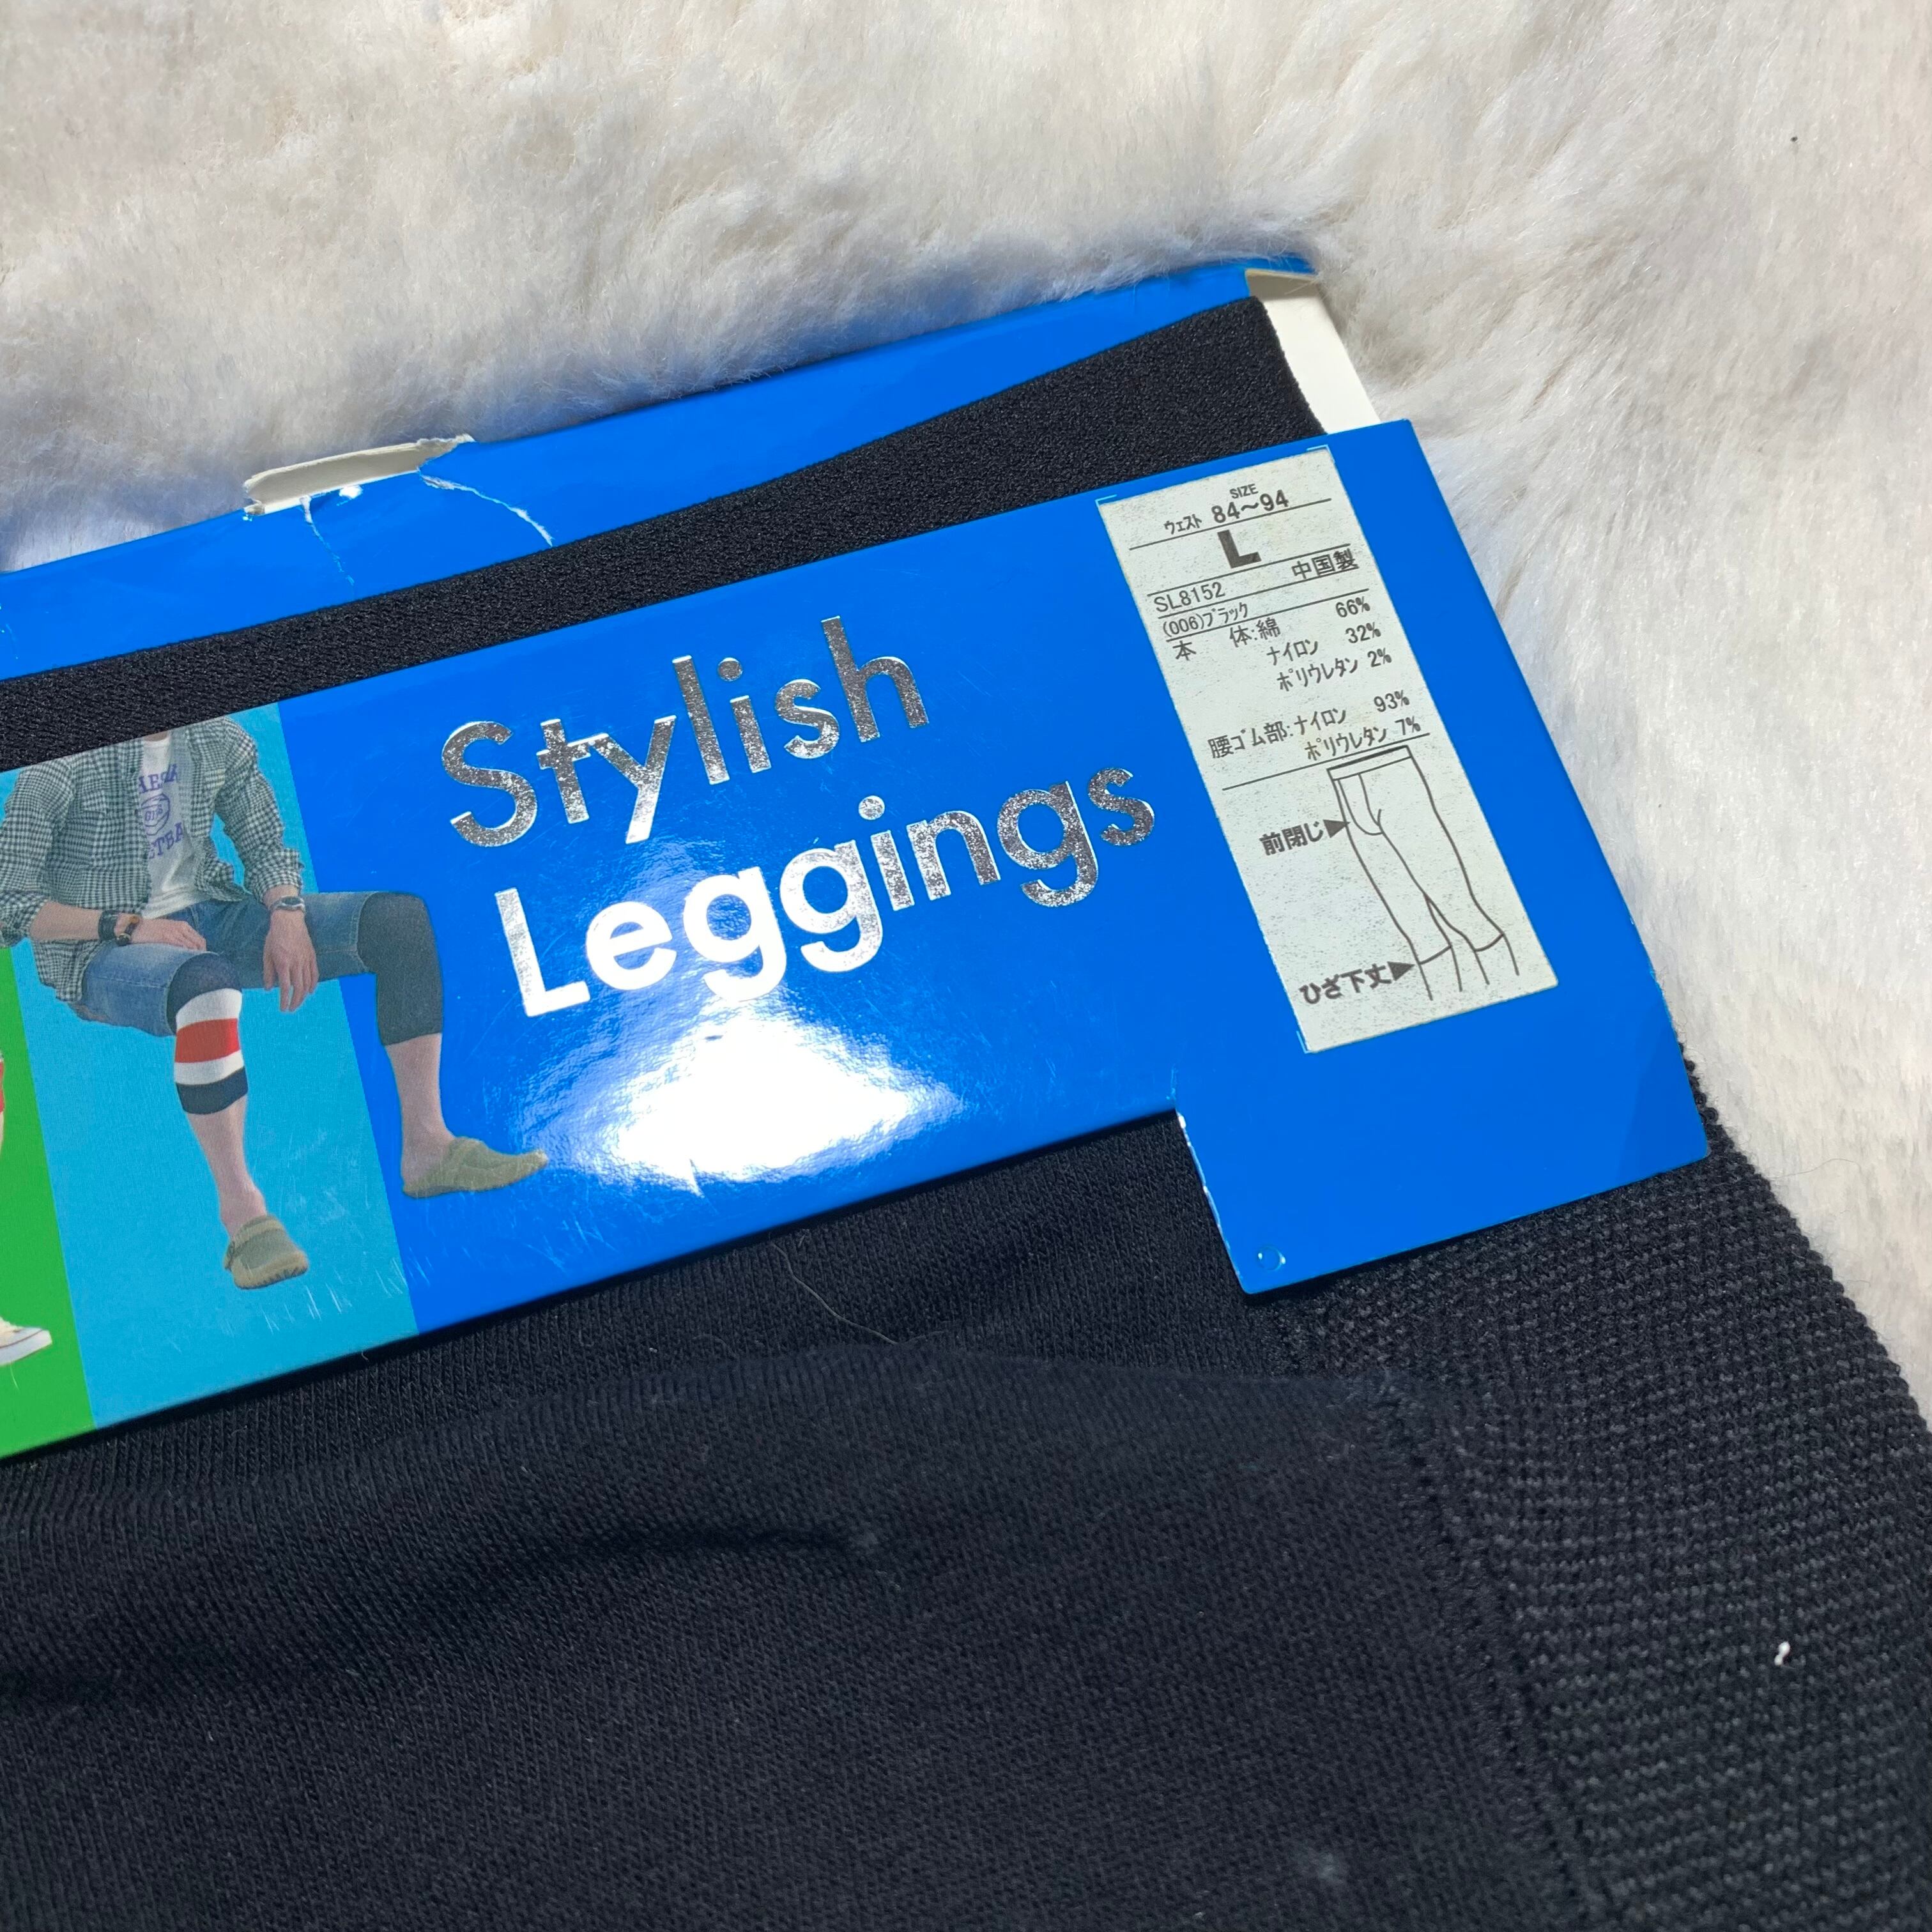 Stylish
Leggings
SIZE
ウェスト 84〜94
L
SL8152 中国製
(006)ブラック
本 体:綿 66%
ナイロン 32%
ポリウレタン 2%
腰ゴム部:ナイロン 93%
ポリウレタン 7%
前閉じ▶
ひざ下丈▶